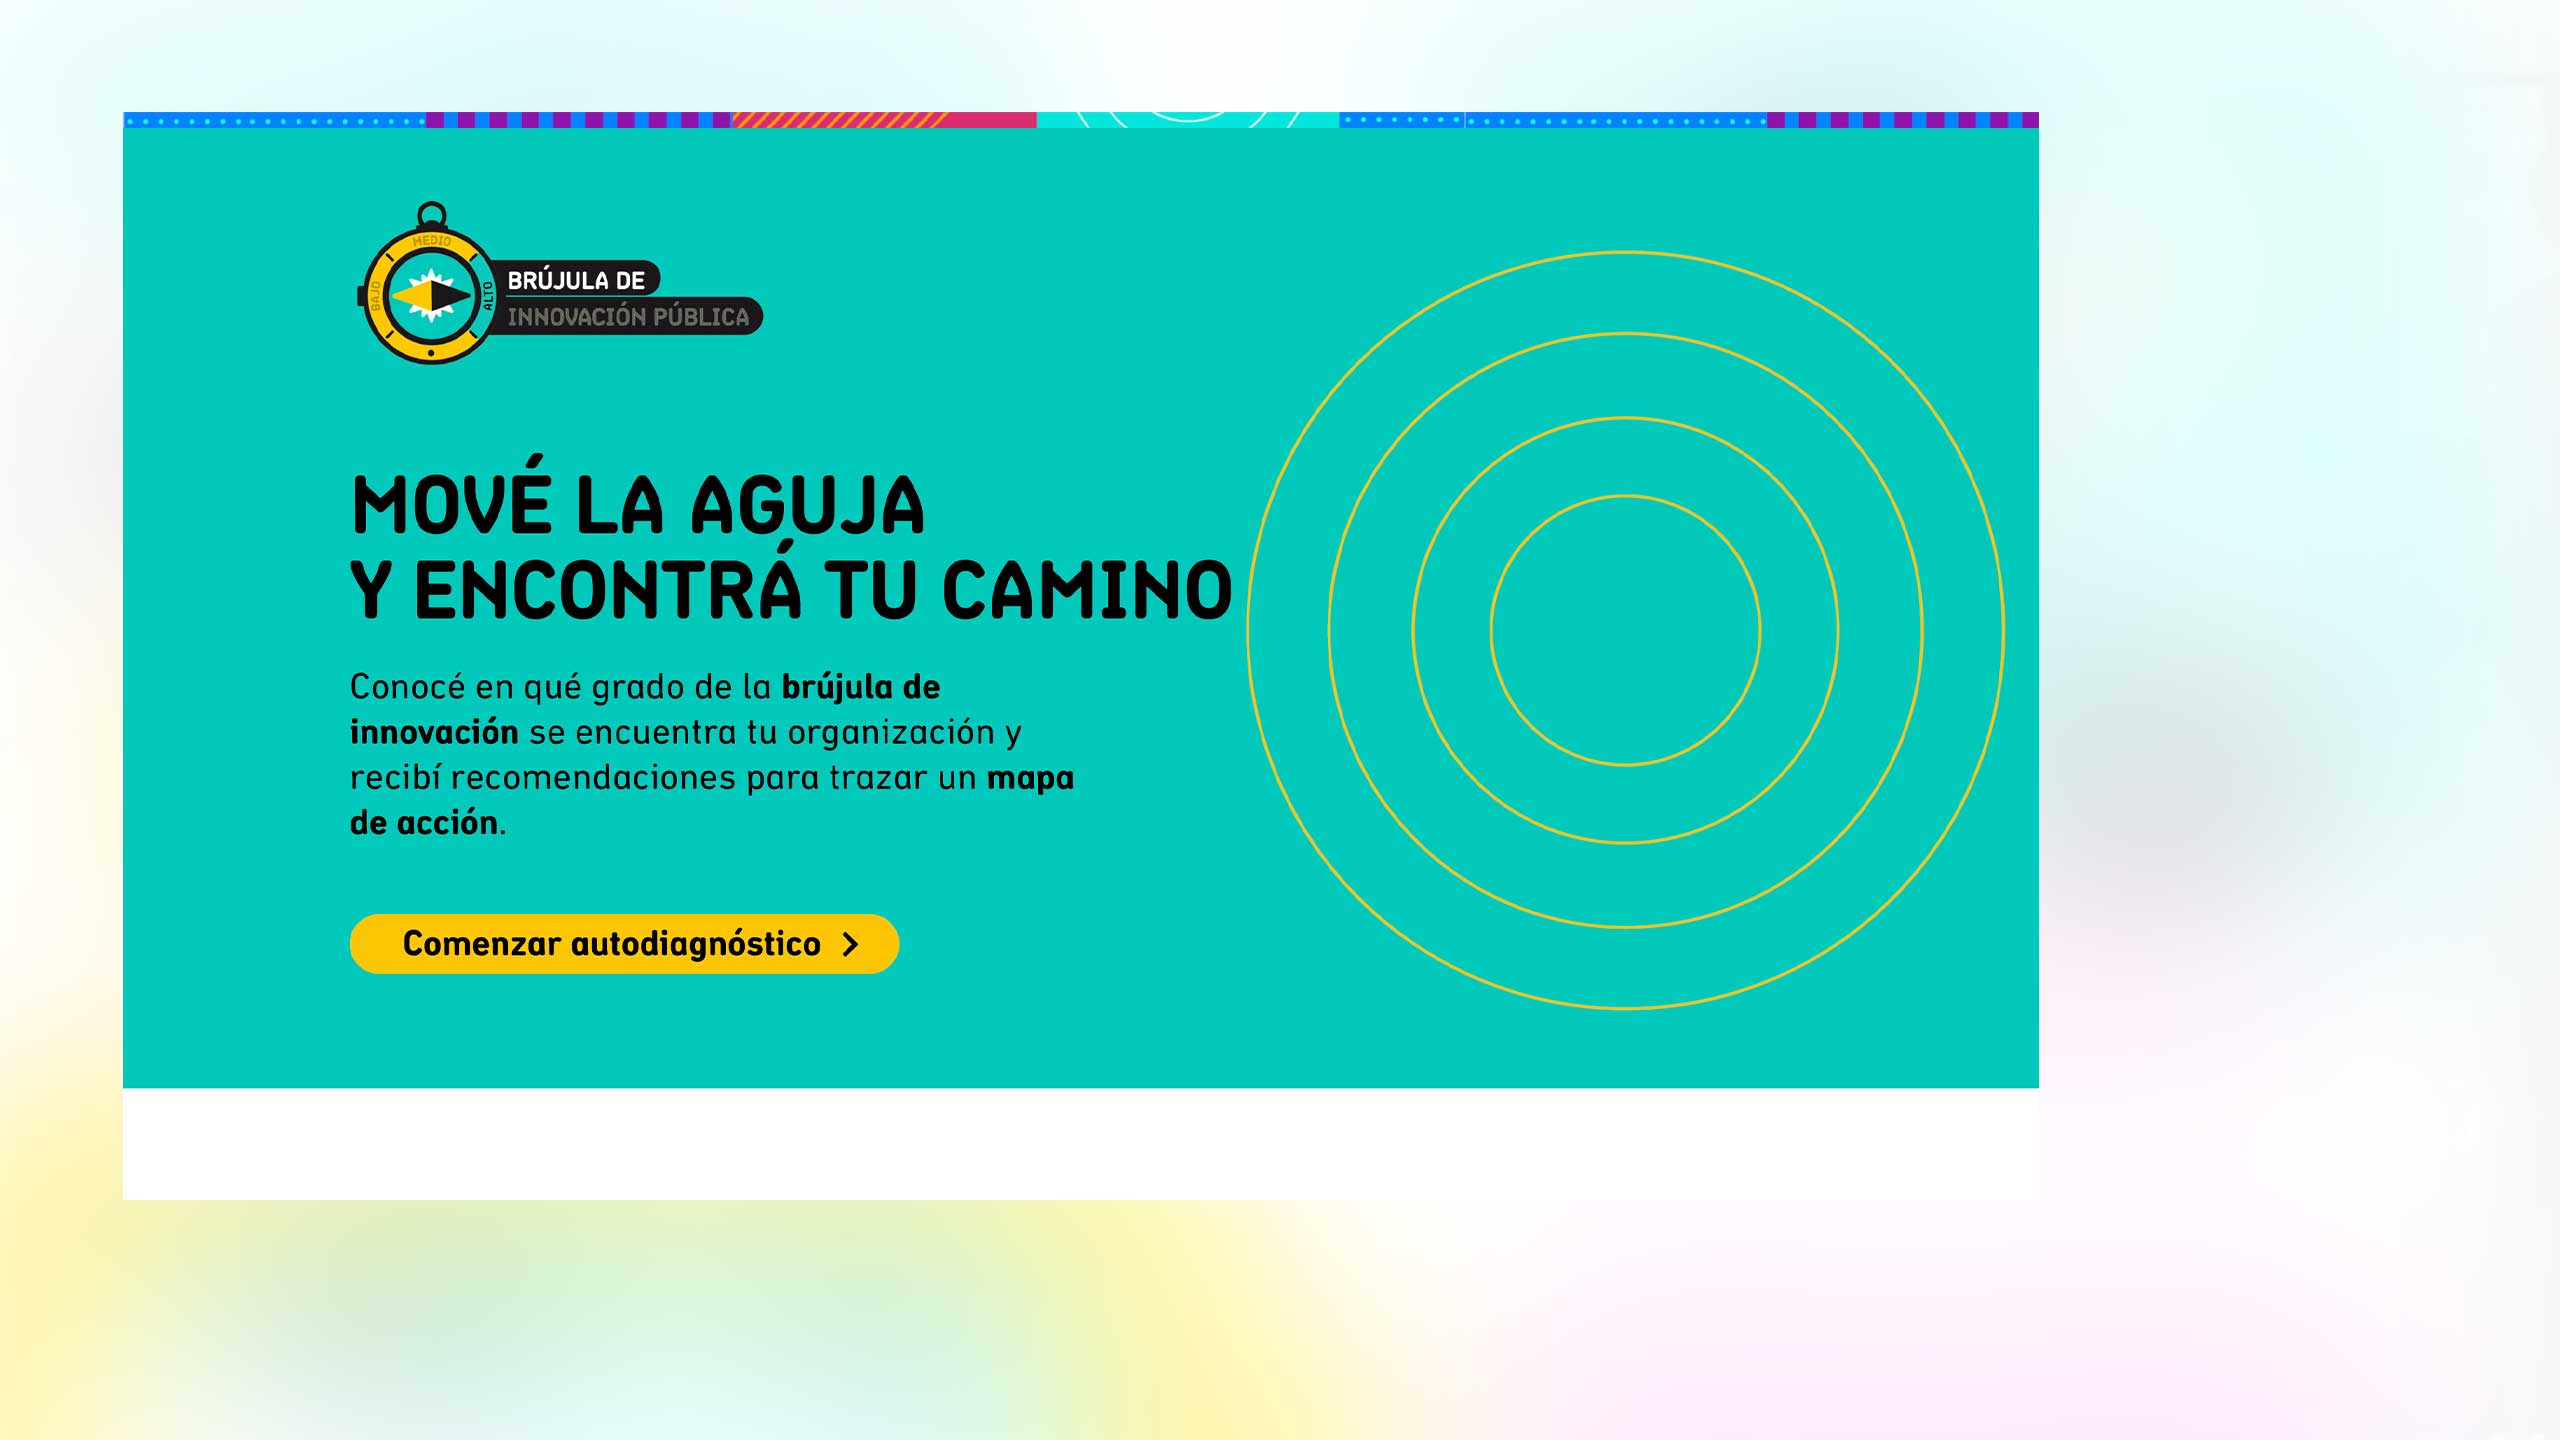 MEDIO
BAJO
ALTO
BRÚJULA DE
INNOVACIÓN PÚBLICA
MOVÉ LA AGUJA
Y ENCONTRÁ TU CAMINO
Conocé en qué grado de la brújula de
innovación se encuentra tu organización y
recibí recomendaciones para trazar un mapa
de acción.
Comenzar autodiagnóstico